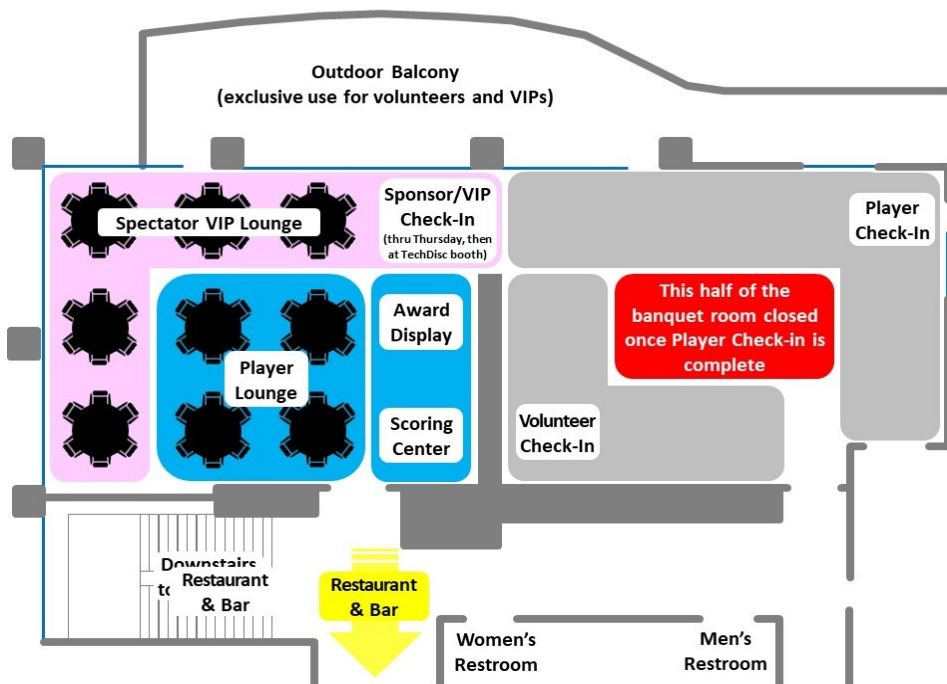 Outdoor Balcony
(exclusive use for volunteers and VIPs)
Spectator VIP Lounge
Sponsor/VIP
Check-In
(thru Thursday, then
at TechDisc booth)
Player
Check-In
This half of the
banquet room closed
once Player Check-in is
complete
Award
Display
Player
Lounge
Scoring
Center
Volunteer
Check-In
Downstairs
Restaurant
& Bar
Restaurant
& Bar
Women's
Restroom
Men's
Restroom